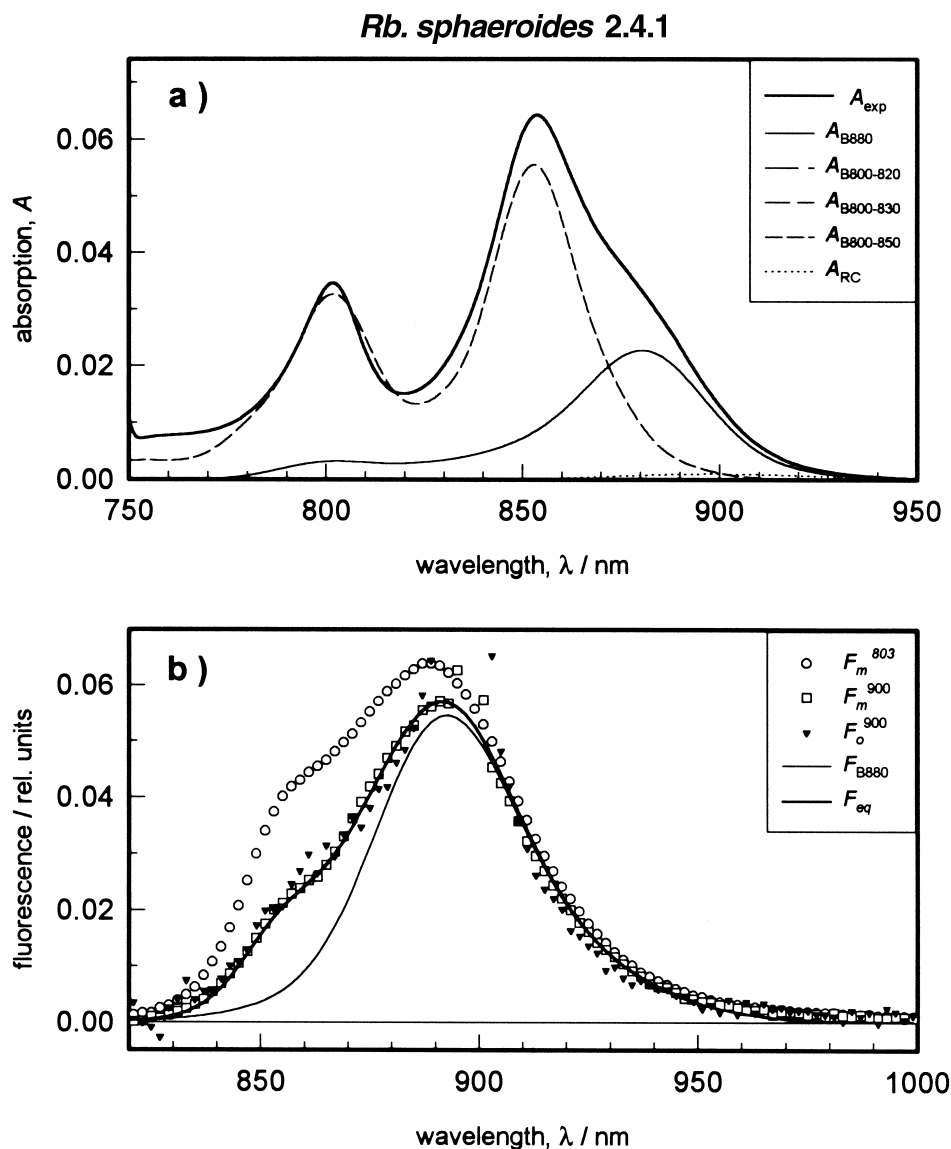 Rb. sphaeroides 2.4.1
a )
absorption, A
0.06
0.04
0.02
0.00
750
800
850
900
950
wavelength, λ / nm
A_exp
A_B880
A_B800-820
A_B800-830
A_B800-850
A_RC
b )
fluorescence / rel. units
0.06
0.04
0.02
0.00
850
900
950
1000
wavelength, λ / nm
F_m^803
F_m^900
F_o^900
F_B880
F_eq